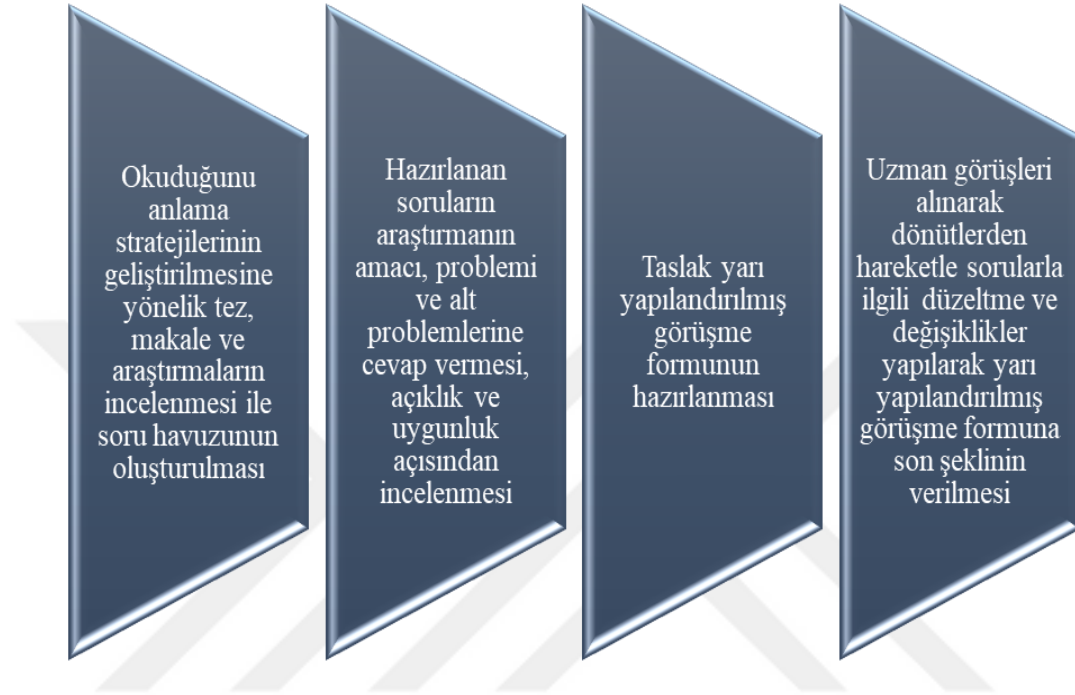 Okuduğunu
anlama
stratejilerinin
geliştirilmesine
yönelik tez,
makale ve
araştırmaların
incelenmesi ile
soru havuzunun
oluşturulması
Hazırlanan
soruların
araştırmanın
amacı, problemi
ve alt
problemlerine
cevap vermesi,
açıklık ve
uygunluk
açısından
incelenmesi
Taslak yarı
yapılandırılmış
görüşme
formunun
hazırlanması
Uzman görüşleri
alınarak
dönütlerden
hareketle sorularla
ilgili düzeltme ve
değişiklikler
yapılarak yarı
yapılandırılmış
görüşme formuna
son şeklinin
verilmesi